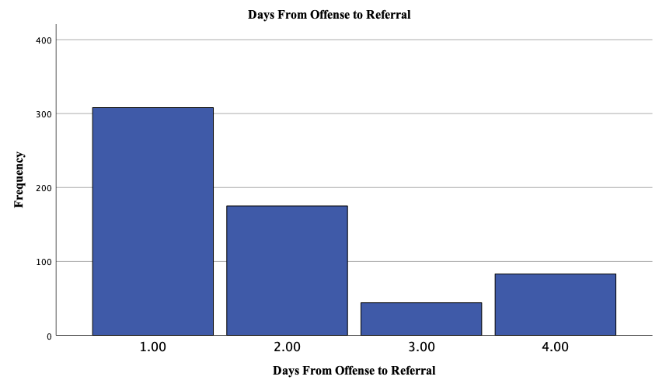 Days From Offense to Referral
400
300
200
100
0
Frequency
1.00 2.00 3.00 4.00
Days From Offense to Referral